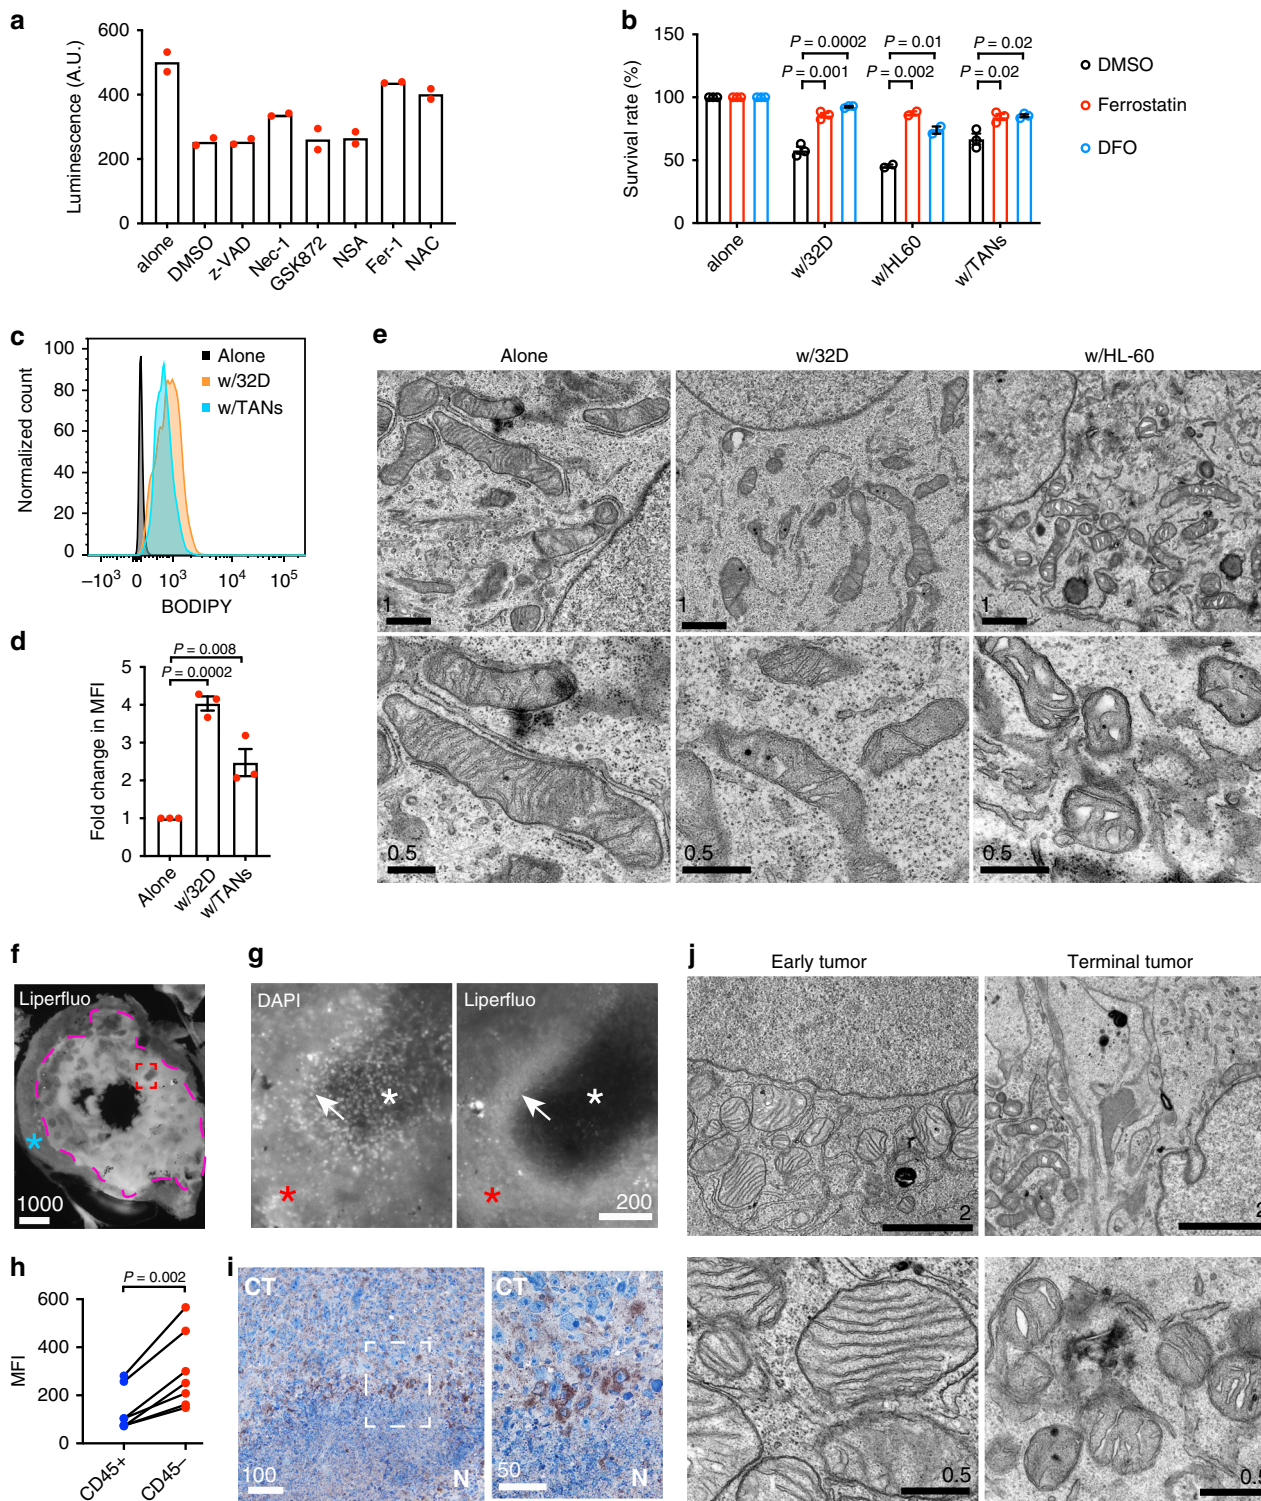 a
Luminescence (A.U.)
600
400
200
0
alone
DMSO
z-VAD
Nec-1
GSK872
NSA
Fer-1
NAC
b
Survival rate (%)
150
100
50
0
P = 0.0002
P = 0.001
P = 0.01
P = 0.002
P = 0.02
P = 0.02
alone
w/32D
w/HL60
w/TANs
DMSO
Ferrostatin
DFO
c
Normalized count
100
80
60
40
20
0
Alone
w/32D
w/TANs
−10³ 0 10³ 10⁴ 10⁵
BODIPY
d
Fold change in MFI
5
4
3
2
1
0
P = 0.008
P = 0.0002
Alone
w/32D
w/TANs
e
Alone
w/32D
w/HL-60
1
1
1
0.5
0.5
0.5
f
Liperfluo
*
1000
g
DAPI
*
*
Liperfluo
*
*
200
h
MFI
600
400
200
0
P = 0.002
CD45+
CD45−
i
CT
100
N
CT
50
N
j
Early tumor
Terminal tumor
2
2
0.5
0.5